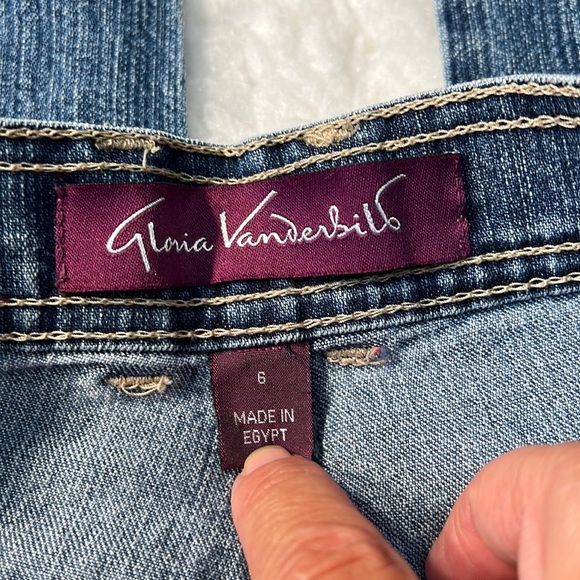 Gloria Vanderbilt
6
MADE IN
EGYPT